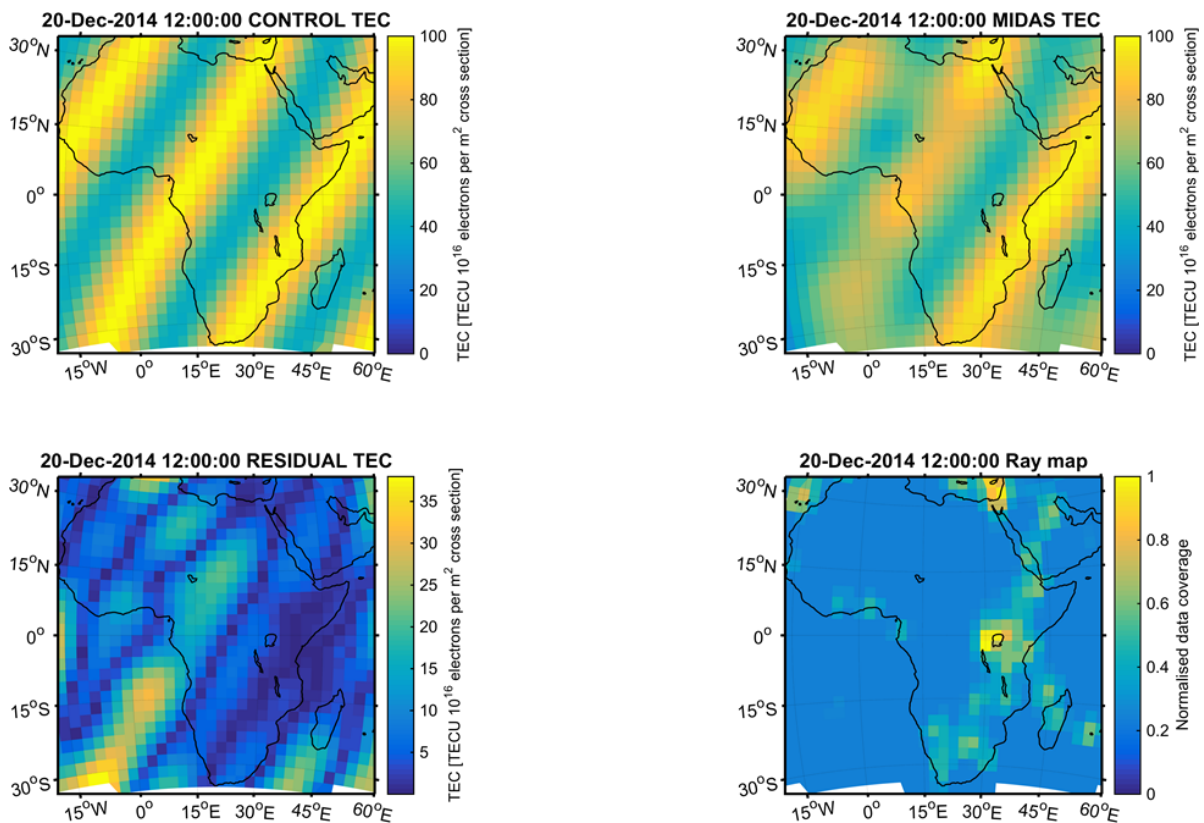 20-Dec-2014 12:00:00 CONTROL TEC
30°N
15°N
0°
15°S
30°S
15°W 0° 15°E 30°E 45°E 60°E
100
80
60
40
20
0
TEC [TECU 10¹⁶ electrons per m² cross section]
20-Dec-2014 12:00:00 MIDAS TEC
30°N
15°N
0°
15°S
30°S
15°W 0° 15°E 30°E 45°E 60°E
100
80
60
40
20
0
TEC [TECU 10¹⁶ electrons per m² cross section]
20-Dec-2014 12:00:00 RESIDUAL TEC
30°N
15°N
0°
15°S
30°S
15°W 0° 15°E 30°E 45°E 60°E
35
30
25
20
15
10
5
TEC [TECU 10¹⁶ electrons per m² cross section]
20-Dec-2014 12:00:00 Ray map
30°N
15°N
0°
15°S
30°S
15°W 0° 15°E 30°E 45°E 60°E
1
0.8
0.6
0.4
0.2
0
Normalised data coverage